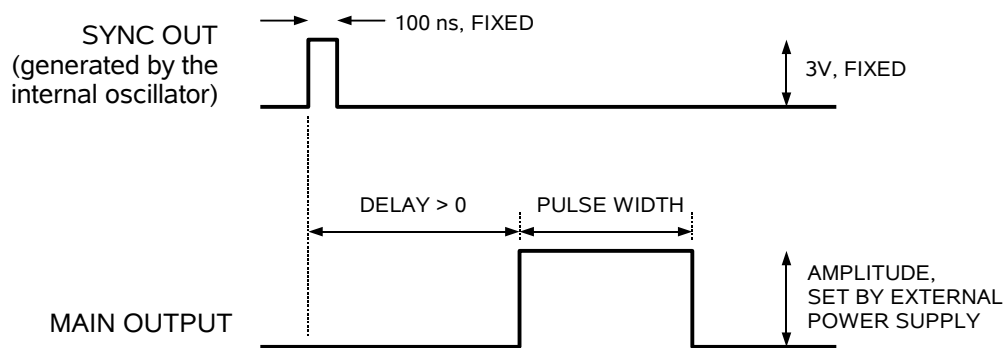 100 ns, FIXED
SYNC OUT
(generated by the
internal oscillator)
3V, FIXED
DELAY > 0
PULSE WIDTH
AMPLITUDE,
SET BY EXTERNAL
POWER SUPPLY
MAIN OUTPUT